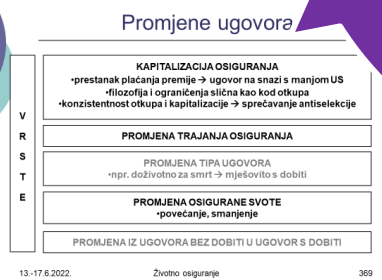 Promjene ugovora
KAPITALIZACIJA OSIGURANJA
•prestanak plaćanja premije → ugovor na snazi s manjom US
•filozofija i ograničenja slična kao kod otkupa
•konzistentnost otkupa i kapitalizacije → sprečavanje antiselekcije
V
R
S
T
E
PROMJENA TRAJANJA OSIGURANJA
PROMJENA TIPA UGOVORA
•npr. doživotno za smrt → mješovito s dobiti
PROMJENA OSIGURANE SVOTE
•povećanje, smanjenje
PROMJENA IZ UGOVORA BEZ DOBITI U UGOVOR S DOBITI
13.-17.6.2022. Životno osiguranje 369